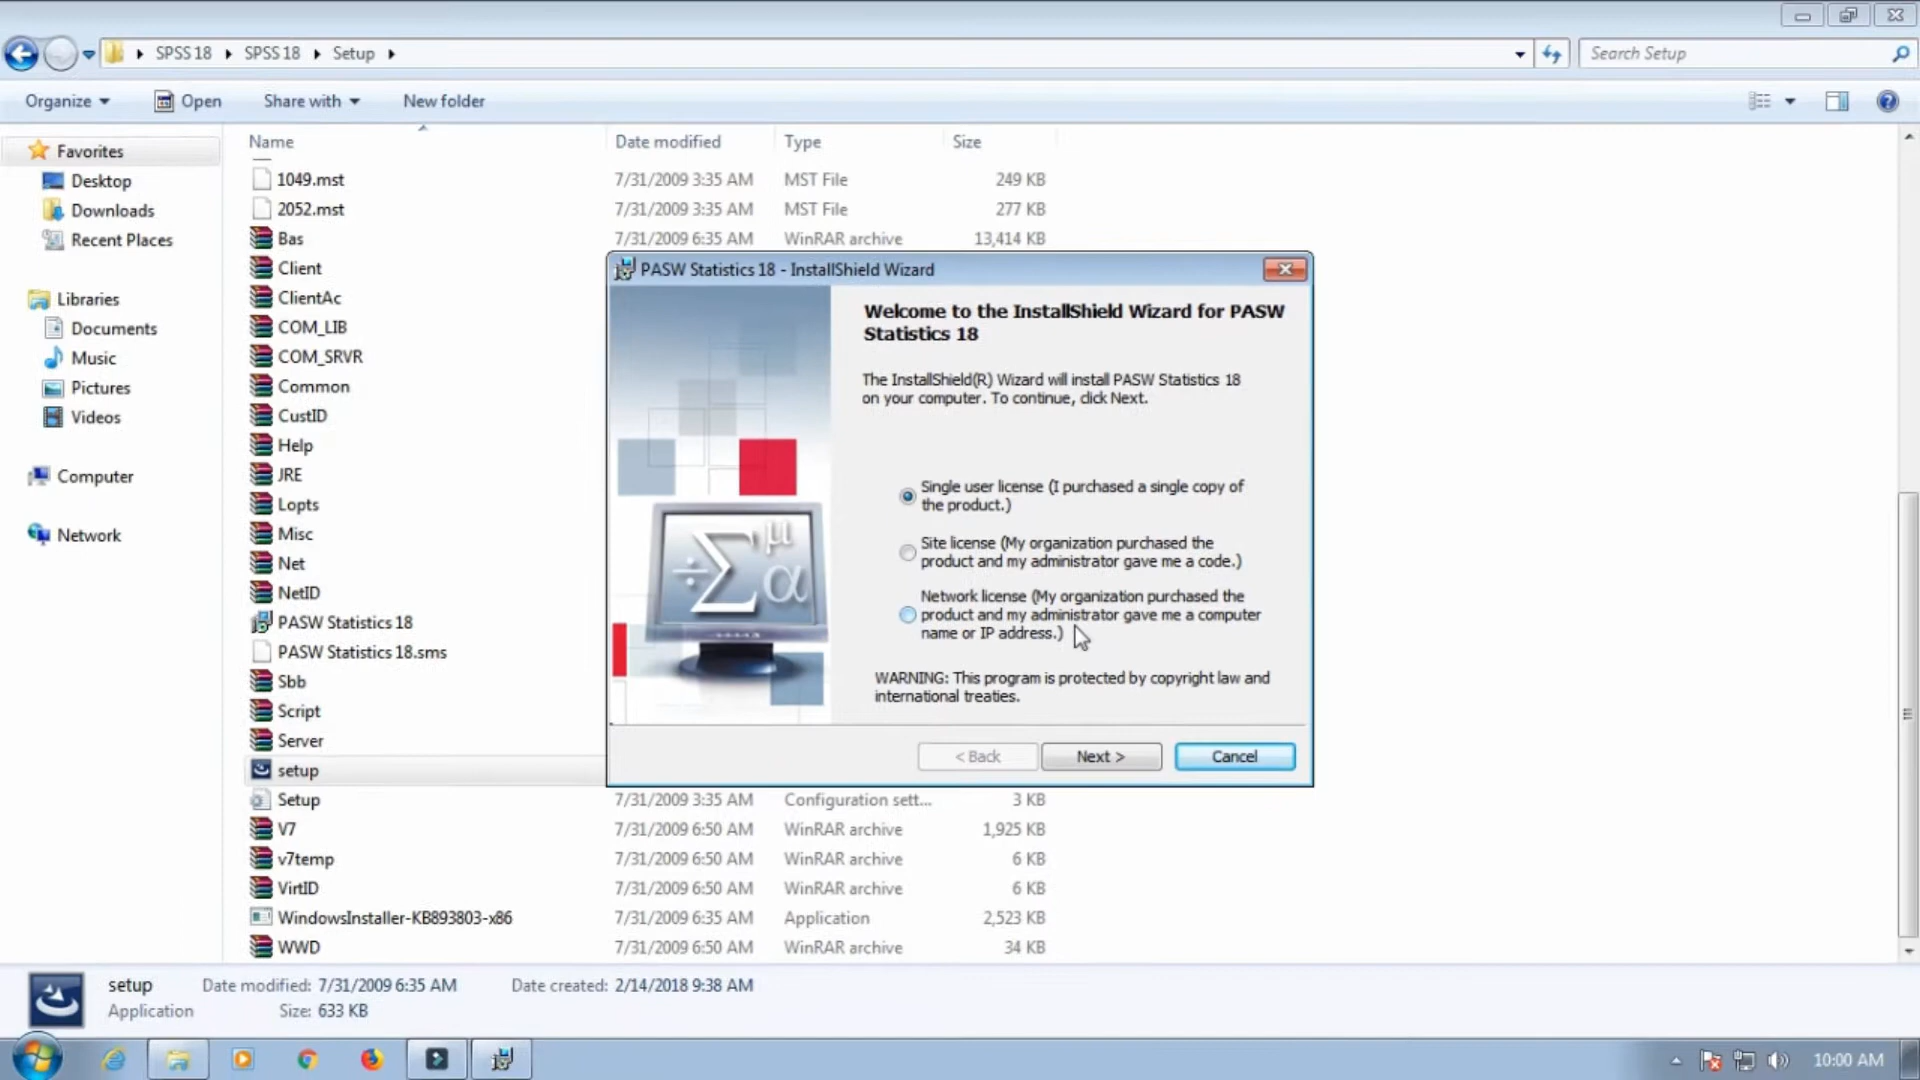 SPSS 18 SPSS 18 Setup
Search Setup
Organize Open Share with New folder
Name Date modified Type Size
Favorites
Desktop
Downloads
Recent Places
Libraries
Documents
Music
Pictures
Videos
Computer
Network
1049.mst 7/31/2009 3:35 AM MST File 249 KB
2052.mst 7/31/2009 3:35 AM MST File 277 KB
Bas 7/31/2009 6:35 AM WinRAR archive 13,414 KB
Client
ClientAc
COM_LIB
COM_SRVR
Common
CustID
Help
JRE
Lopts
Misc
Net
NetID
PASW Statistics 18
PASW Statistics 18.sms
Sbb
Script
Server
setup
Setup 7/31/2009 3:35 AM Configuration sett... 3 KB
V7 7/31/2009 6:50 AM WinRAR archive 1,925 KB
v7temp 7/31/2009 6:50 AM WinRAR archive 6 KB
VirtID 7/31/2009 6:50 AM WinRAR archive 6 KB
WindowsInstaller-KB893803-x86 7/31/2009 6:35 AM Application 2,523 KB
WWD 7/31/2009 6:50 AM WinRAR archive 34 KB
PASW Statistics 18 - InstallShield Wizard
Welcome to the InstallShield Wizard for PASW
Statistics 18
The InstallShield(R) Wizard will install PASW Statistics 18
on your computer. To continue, click Next.
Single user license (I purchased a single copy of
the product.)
Site license (My organization purchased the
product and my administrator gave me a code.)
Network license (My organization purchased the
product and my administrator gave me a computer
name or IP address.)
WARNING: This program is protected by copyright law and
international treaties.
÷Σμα
< Back Next > Cancel
setup Date modified: 7/31/2009 6:35 AM Date created: 2/14/2018 9:38 AM
Application Size: 633 KB
10:00 AM